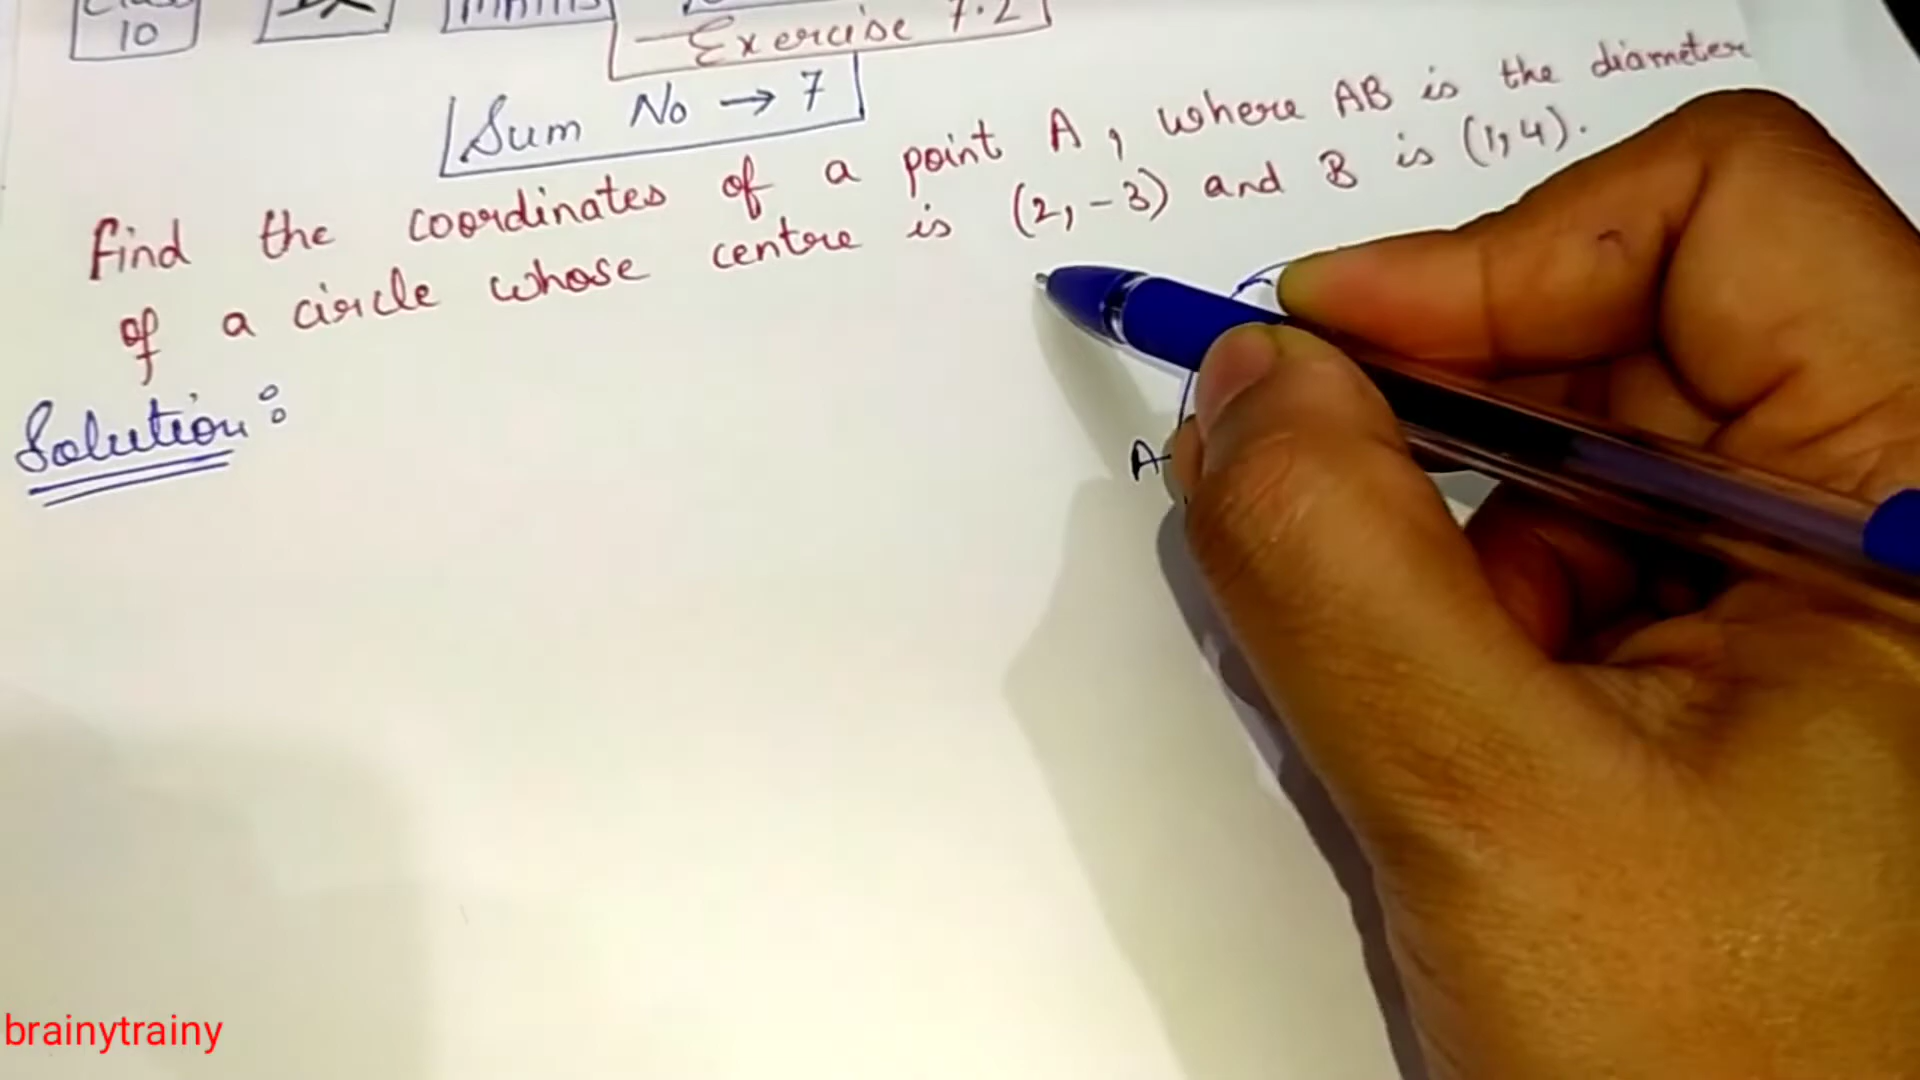 10
Exercise 7.2
Sum No → 7
Find the coordinates of a point A, where AB is the diameter
of a circle whose centre is (2, -3) and B is (1, 4).
Solution:
A
brainytrainy